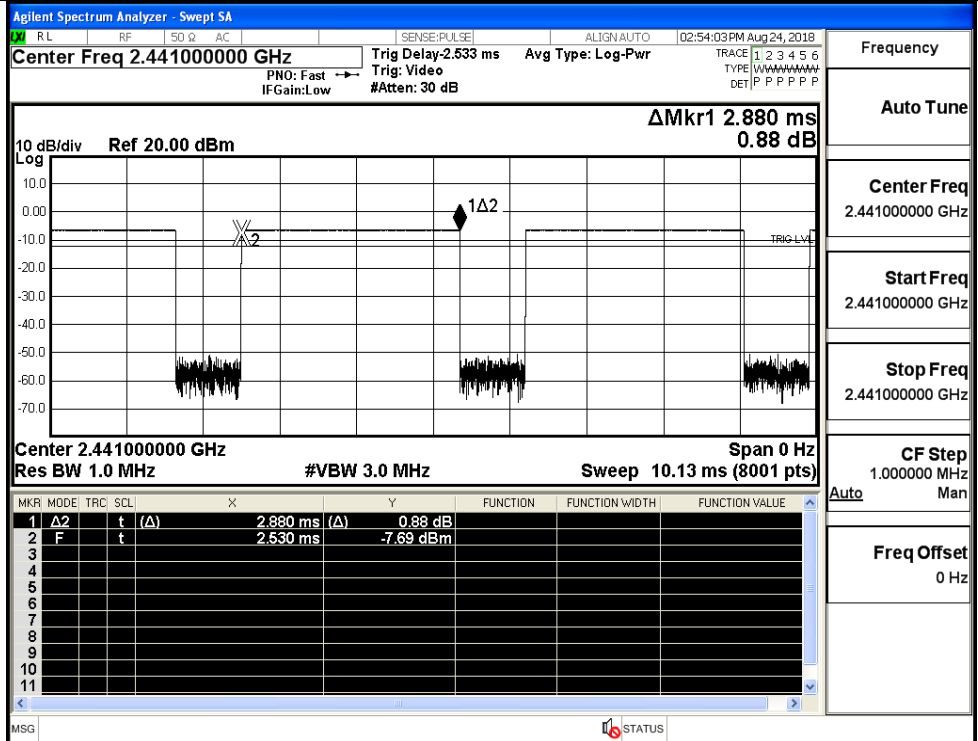 Agilent Spectrum Analyzer - Swept SA
LXI RL RF 50 Ω AC SENSE:PULSE ALIGN AUTO 02:54:03 PM Aug 24, 2018
Center Freq 2.441000000 GHz Trig Delay-2.533 ms Avg Type: Log-Pwr TRACE 1 2 3 4 5 6
PNO: Fast Trig: Video TYPE WWWWWW
IFGain:Low #Atten: 30 dB DET P P P P P P
ΔMkr1 2.880 ms
0.88 dB
10 dB/div Ref 20.00 dBm
Log
10.0
0.00
-10.0
-20.0
-30.0
-40.0
-50.0
-60.0
-70.0
1Δ2
2
TRIG LVL
Center 2.441000000 GHz Span 0 Hz
Res BW 1.0 MHz #VBW 3.0 MHz Sweep 10.13 ms (8001 pts)
MKR MODE TRC SCL X Y FUNCTION FUNCTION WIDTH FUNCTION VALUE
1 Δ2 t (Δ) 2.880 ms (Δ) 0.88 dB
2 F t 2.530 ms -7.69 dBm
3
4
5
6
7
8
9
10
11
MSG STATUS
Frequency
Auto Tune
Center Freq
2.441000000 GHz
Start Freq
2.441000000 GHz
Stop Freq
2.441000000 GHz
CF Step
1.000000 MHz
Auto Man
Freq Offset
0 Hz